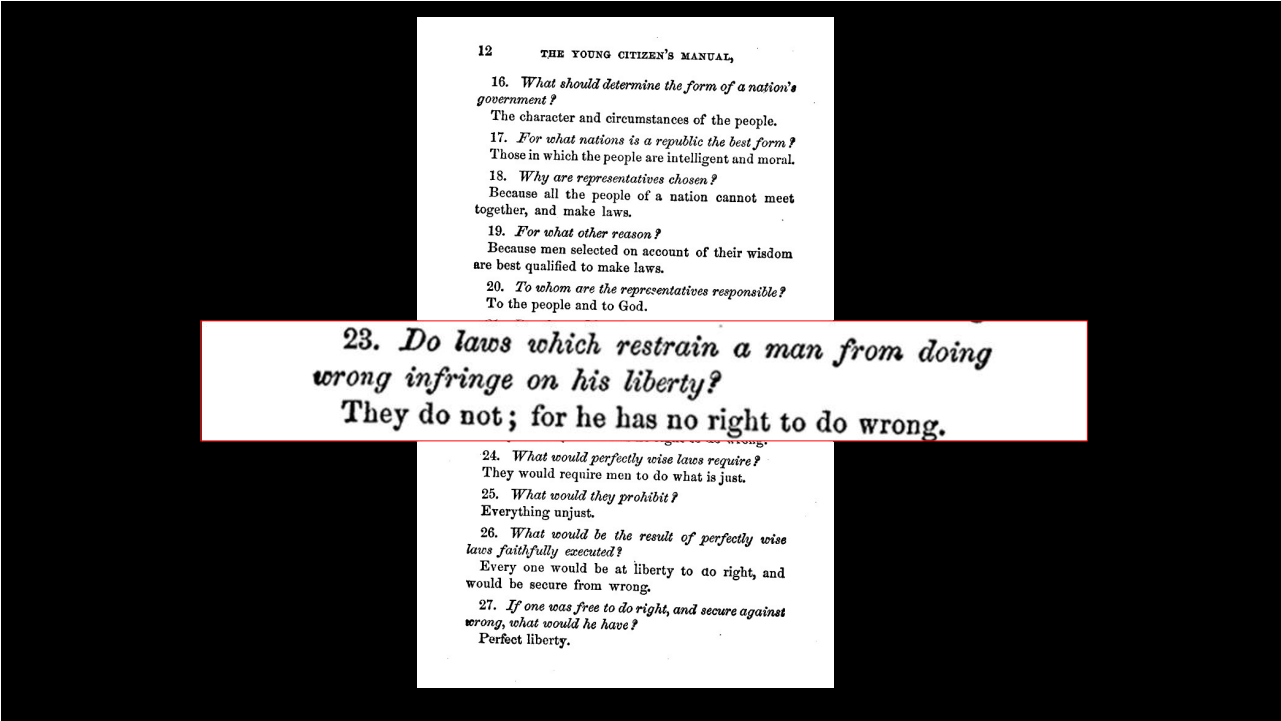 12 THE YOUNG CITIZEN'S MANUAL,
16. What should determine the form of a nation's
government?
The character and circumstances of the people.
17. For what nations is a republic the best form?
Those in which the people are intelligent and moral.
18. Why are representatives chosen?
Because all the people of a nation cannot meet
together, and make laws.
19. For what other reason?
Because men selected on account of their wisdom
are best qualified to make laws.
20. To whom are the representatives responsible?
To the people and to God.
23. Do laws which restrain a man from doing
wrong infringe on his liberty?
They do not; for he has no right to do wrong.
24. What would perfectly wise laws require?
They would require men to do what is just.
25. What would they prohibit?
Everything unjust.
26. What would be the result of perfectly wise
laws faithfully executed?
Every one would be at liberty to do right, and
would be secure from wrong.
27. If one was free to do right, and secure against
wrong, what would he have?
Perfect liberty.